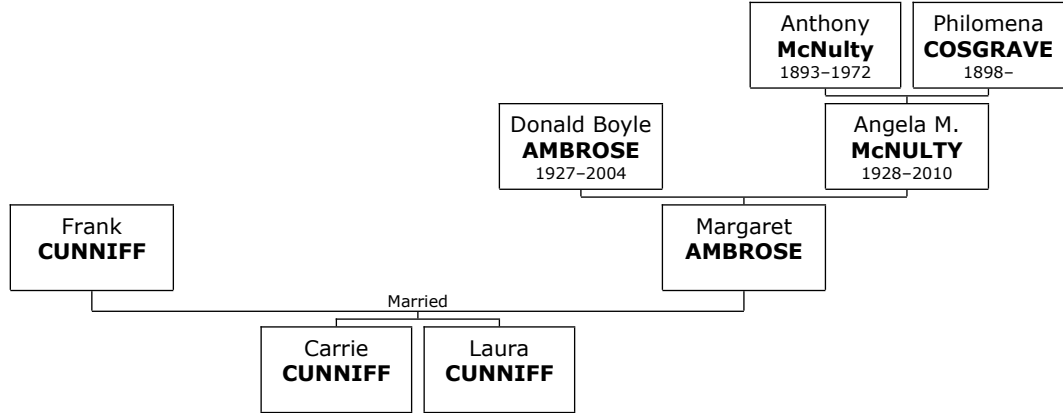 Anthony
McNulty
1893–1972
Philomena
COSGRAVE
1898–
Donald Boyle
AMBROSE
1927–2004
Angela M.
McNULTY
1928–2010
Frank
CUNNIFF
Margaret
AMBROSE
Married
Carrie
CUNNIFF
Laura
CUNNIFF